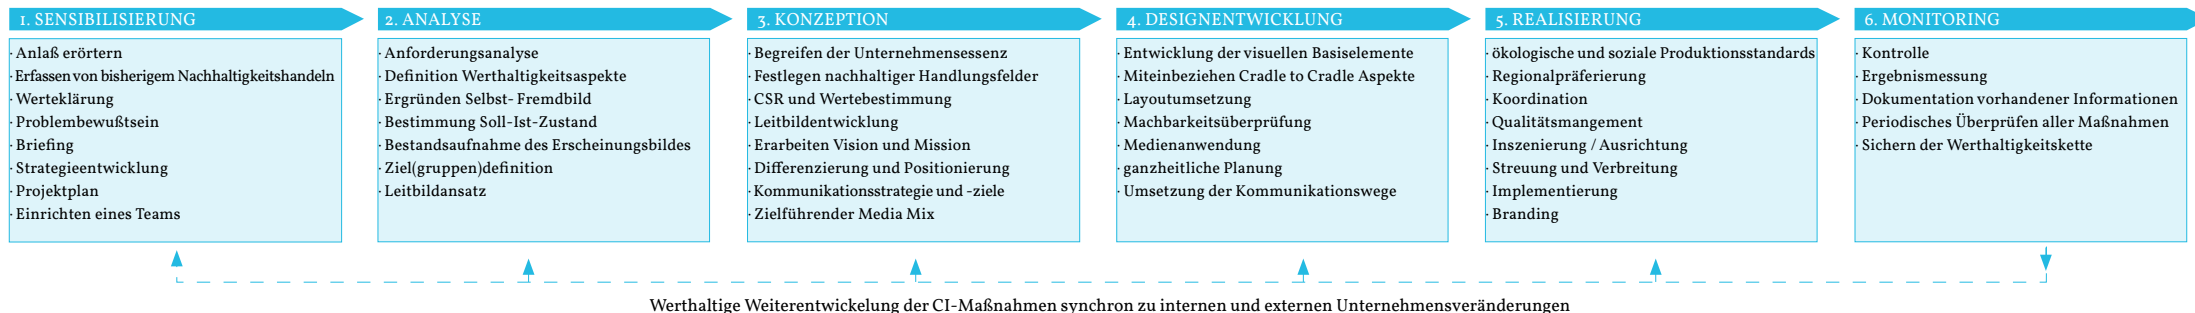 1. SENSIBILISIERUNG
· Anlaß erörtern
· Erfassen von bisherigem Nachhaltigkeitshandeln
· Werteklärung
· Problembewußtsein
· Briefing
· Strategieentwicklung
· Projektplan
· Einrichten eines Teams
2. ANALYSE
· Anforderungsanalyse
· Definition Werthaltigkeitsaspekte
· Ergründen Selbst- Fremdbild
· Bestimmung Soll-Ist-Zustand
· Bestandsaufnahme des Erscheinungsbildes
· Ziel(gruppen)definition
· Leitbildansatz
3. KONZEPTION
· Begreifen der Unternehmensessenz
· Festlegen nachhaltiger Handlungsfelder
· CSR und Wertebestimmung
· Leitbildentwicklung
· Erarbeiten Vision und Mission
· Differenzierung und Positionierung
· Kommunikationsstrategie und -ziele
· Zielführender Media Mix
4. DESIGNENTWICKLUNG
· Entwicklung der visuellen Basiselemente
· Miteinbeziehen Cradle to Cradle Aspekte
· Layoutumsetzung
· Machbarkeitsüberprüfung
· Medienanwendung
· ganzheitliche Planung
· Umsetzung der Kommunikationswege
5. REALISIERUNG
· ökologische und soziale Produktionsstandards
· Regionalpräferierung
· Koordination
· Qualitätsmangement
· Inszenierung / Ausrichtung
· Streuung und Verbreitung
· Implementierung
· Branding
6. MONITORING
· Kontrolle
· Ergebnismessung
· Dokumentation vorhandener Informationen
· Periodisches Überprüfen aller Maßnahmen
· Sichern der Werthaltigkeitskette
Werthaltige Weiterentwickelung der CI-Maßnahmen synchron zu internen und externen Unternehmensveränderungen